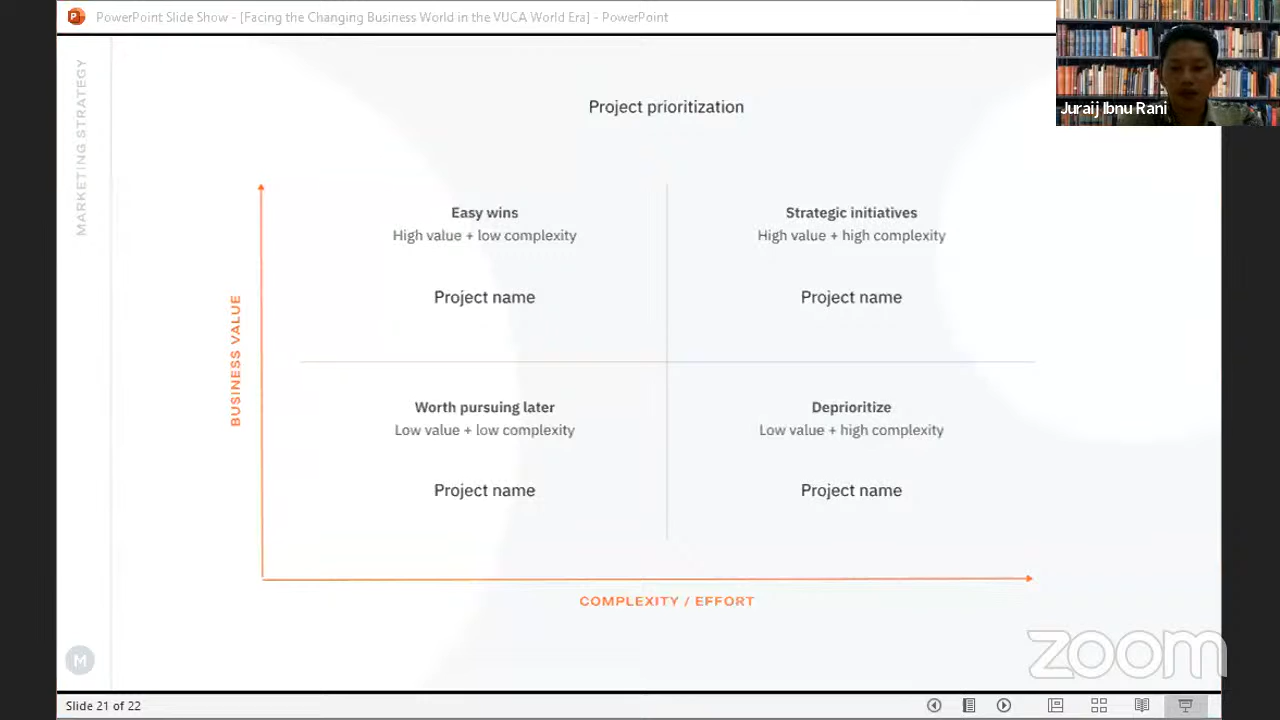 PowerPoint Slide Show - [Facing the Changing Business World in the VUCA World Era] - PowerPoint
Juraij Ibnu Rani
MARKETING STRATEGY
Project prioritization
Easy wins
High value + low complexity
Project name
Strategic initiatives
High value + high complexity
Project name
BUSINESS VALUE
Worth pursuing later
Low value + low complexity
Project name
Deprioritize
Low value + high complexity
Project name
COMPLEXITY / EFFORT
M
zoom
Slide 21 of 22